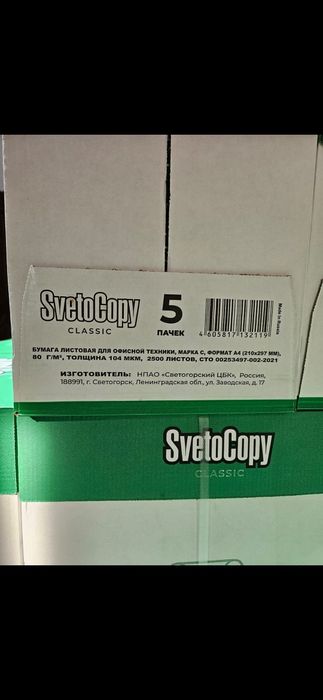 SvetoCopy
CLASSIC
5
ПАЧЕК
4 605817 132119
Made in Russia
БУМАГА ЛИСТОВАЯ ДЛЯ ОФИСНОЙ ТЕХНИКИ, МАРКА С, ФОРМАТ А4 (210x297 ММ),
80 Г/М², ТОЛЩИНА 104 МКМ, 2500 ЛИСТОВ, СТО 00253497-002-2021
ИЗГОТОВИТЕЛЬ: НПАО «Светогорский ЦБК», Россия,
188991, г. Светогорск, Ленинградская обл., ул. Заводская, д. 17
SvetoCopy
CLASSIC